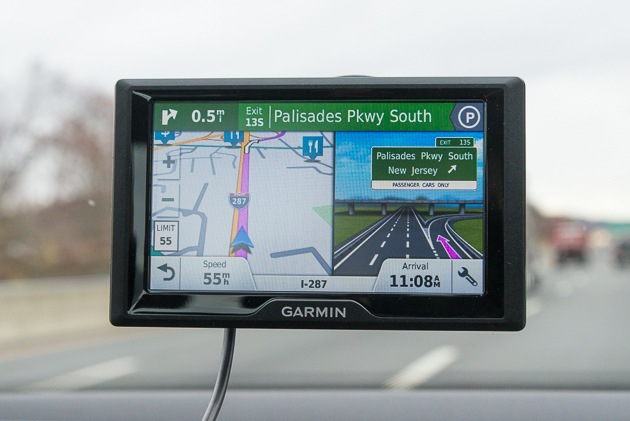 0.5 mi
Exit 13S
Palisades Pkwy South
P
EXIT 13S
Palisades Pkwy South
New Jersey
PASSENGER CARS ONLY
+
287
−
LIMIT
55
Speed
55 mh
I-287
Arrival
11:08 AM
GARMIN